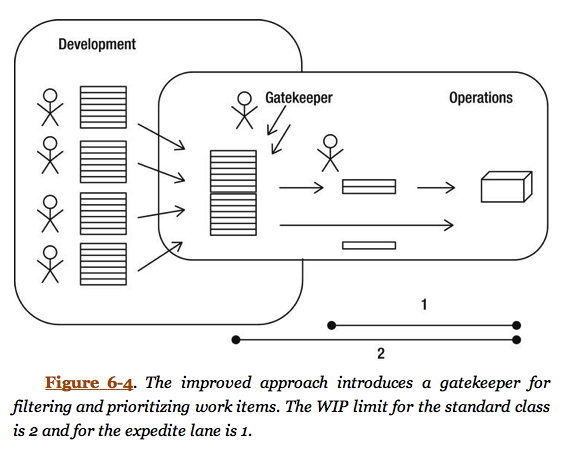 Development
Gatekeeper
Operations
1
2
Figure 6-4. The improved approach introduces a gatekeeper for
filtering and prioritizing work items. The WIP limit for the standard class
is 2 and for the expedite lane is 1.